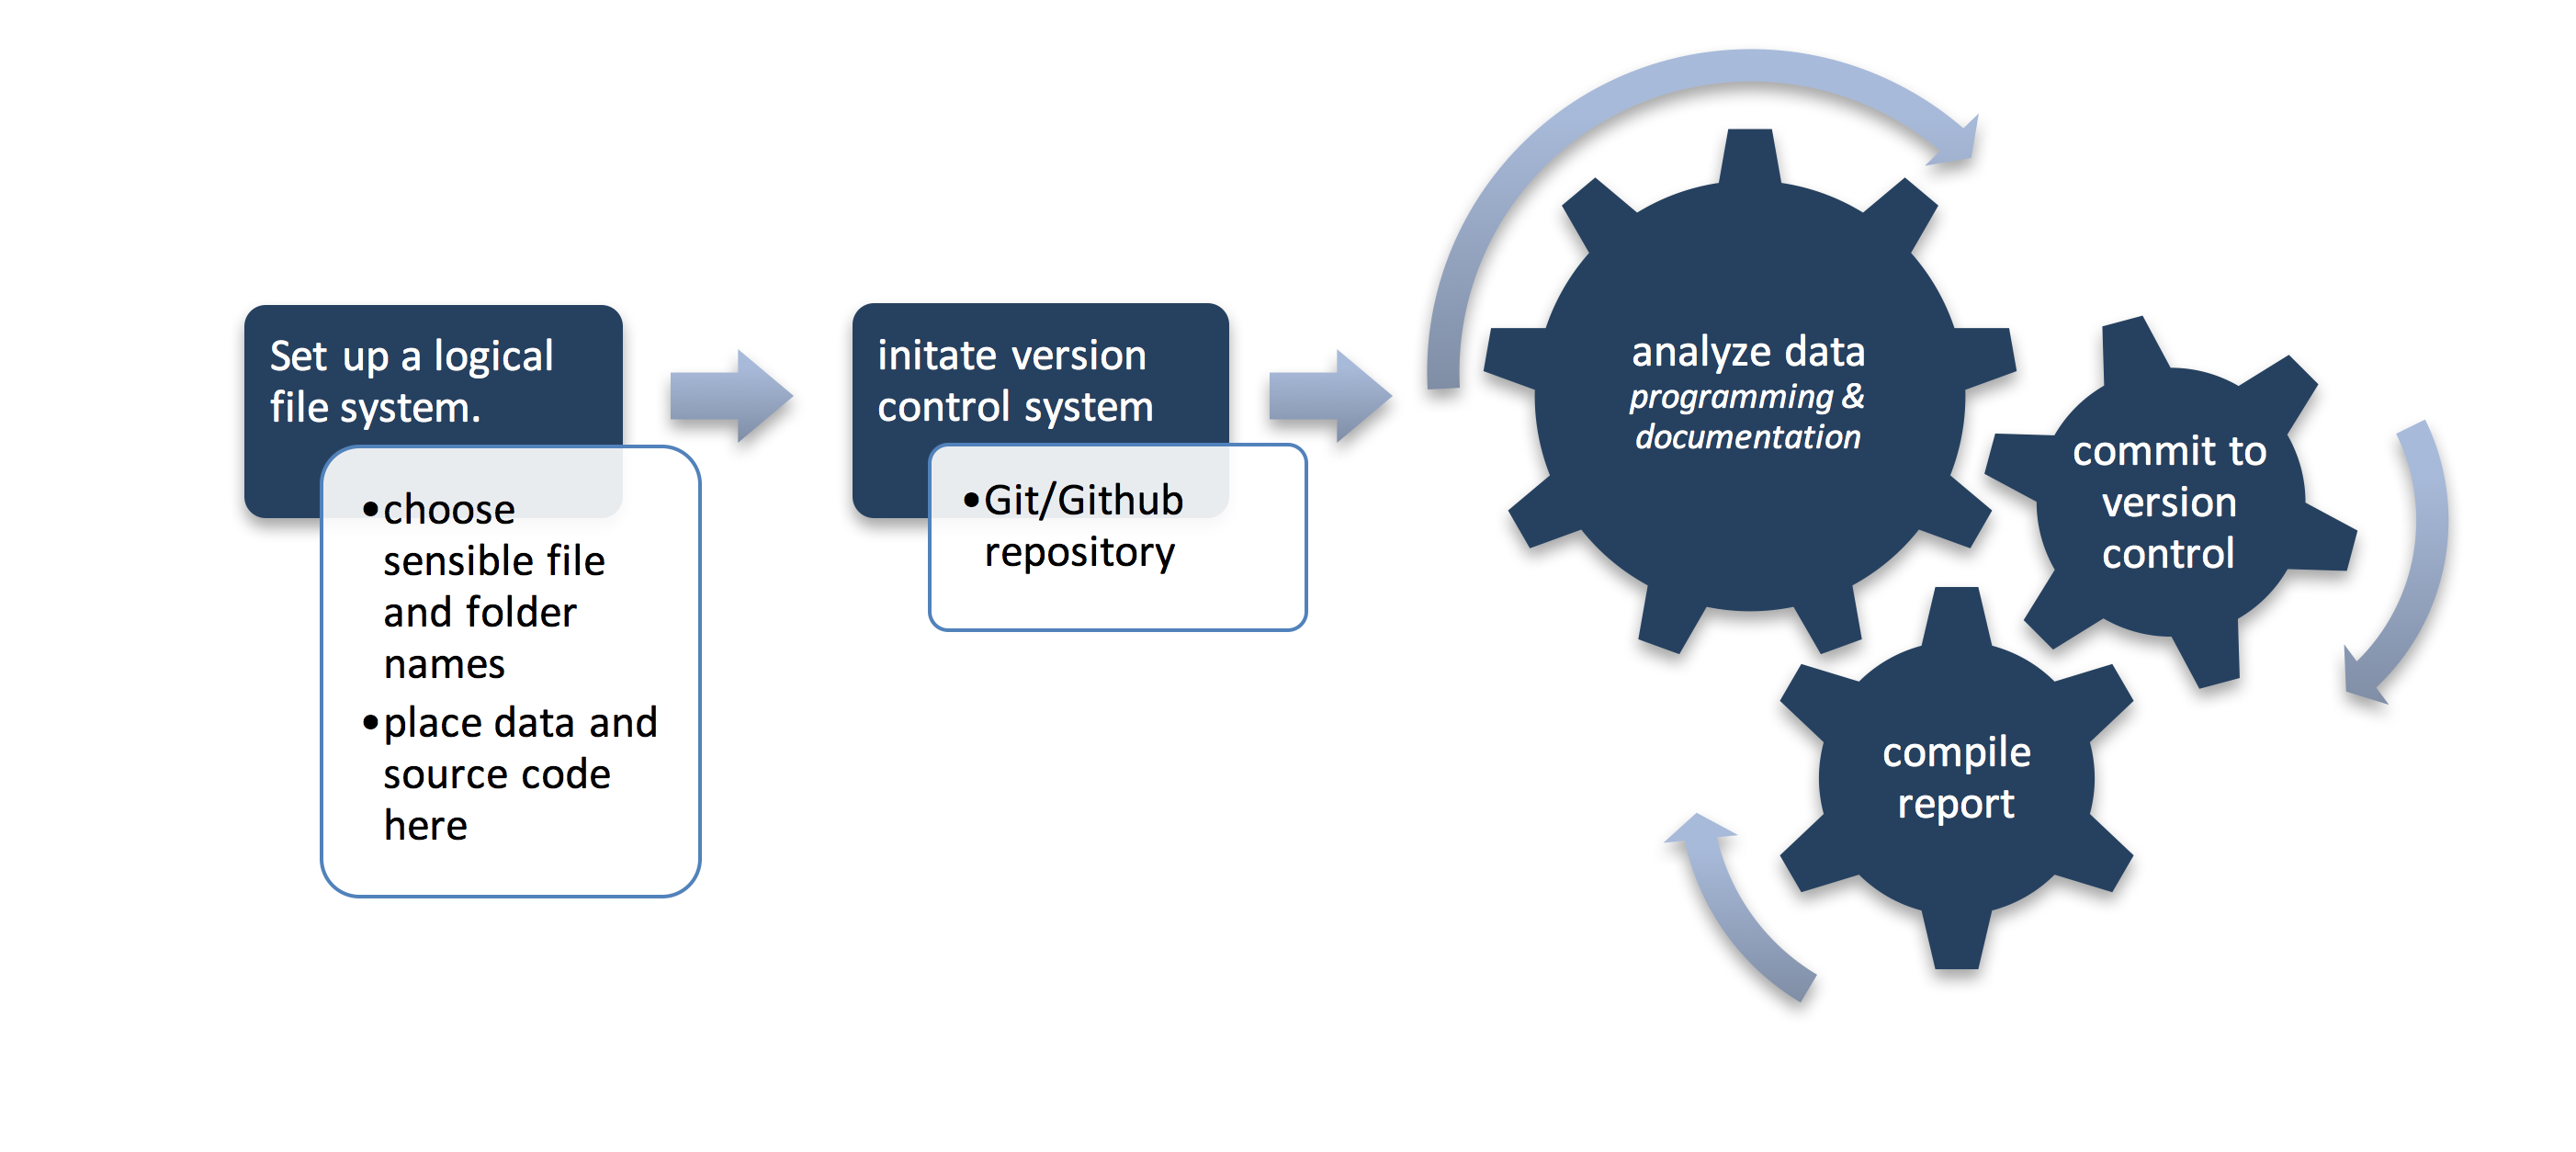 Set up a logical
file system.
•choose
sensible file
and folder
names
•place data and
source code
here
initate version
control system
•Git/Github
repository
analyze data
programming &
documentation
commit to
version
control
compile
report